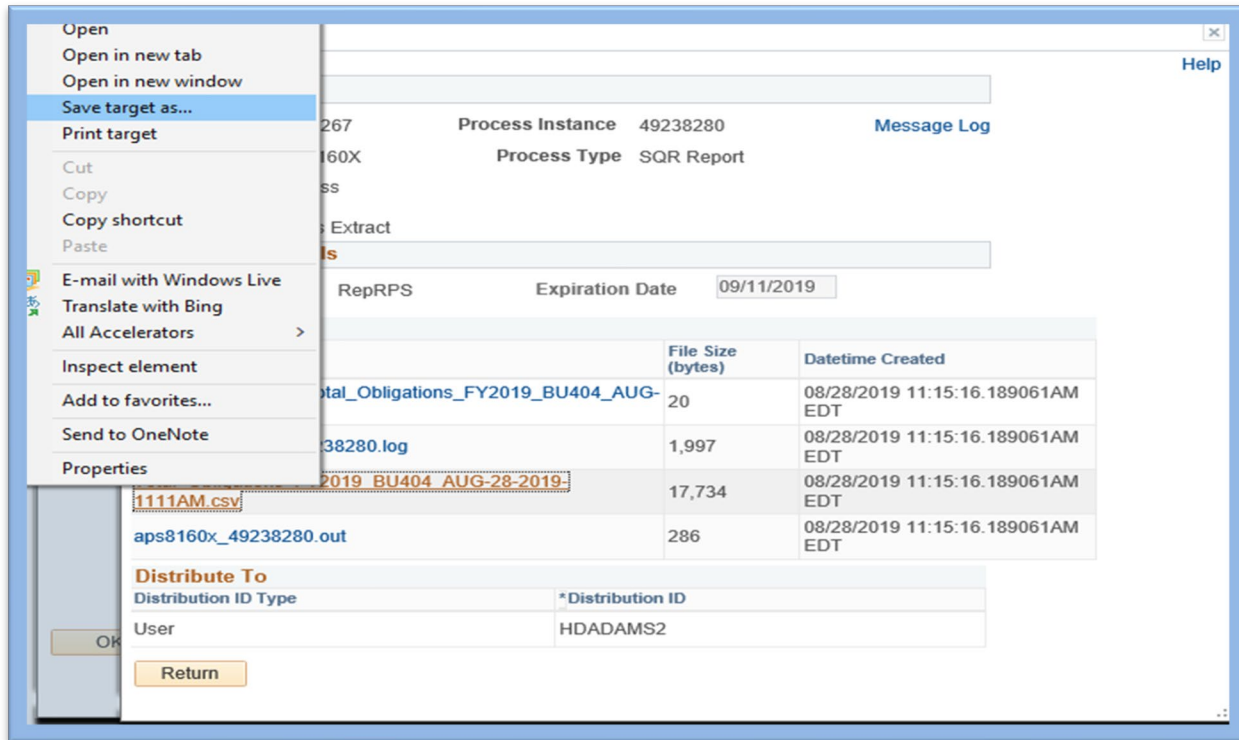 Open
Open in new tab
Open in new window
Save target as...
Print target
Cut
Copy
Copy shortcut
Paste
E-mail with Windows Live
Translate with Bing
All Accelerators >
Inspect element
Add to favorites...
Send to OneNote
Properties
Help
267 Process Instance 49238280 Message Log
160X Process Type SQR Report
ss
Extract
ls
RepRPS Expiration Date 09/11/2019
File Size (bytes) Datetime Created
tal_Obligations_FY2019_BU404_AUG- 20 08/28/2019 11:15:16.189061AM EDT
38280.log 1,997 08/28/2019 11:15:16.189061AM EDT
2019_BU404_AUG-28-2019-
1111AM.csv 17,734 08/28/2019 11:15:16.189061AM EDT
aps8160x_49238280.out 286 08/28/2019 11:15:16.189061AM EDT
Distribute To
Distribution ID Type *Distribution ID
User HDADAMS2
OK
Return